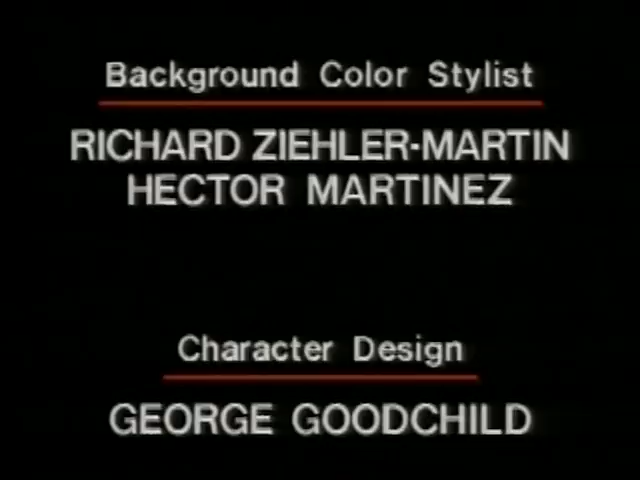 Background Color Stylist
RICHARD ZIEHLER-MARTIN
HECTOR MARTINEZ
Character Design
GEORGE GOODCHILD